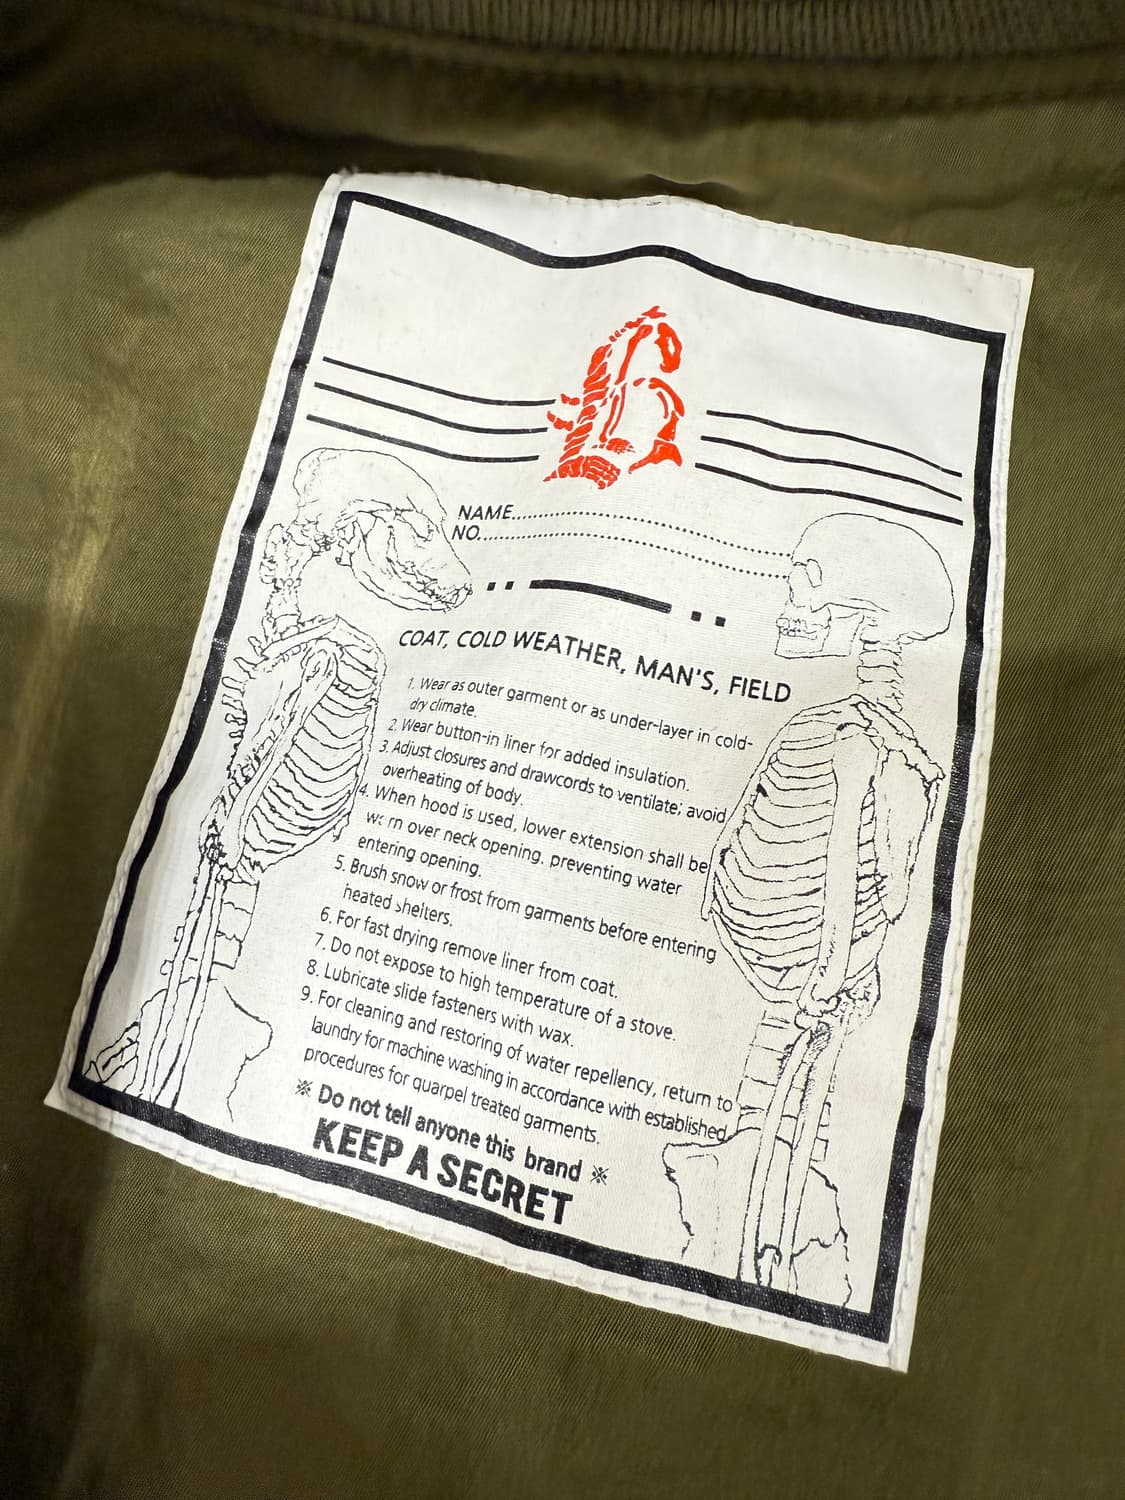 NAME
NO.
COAT, COLD WEATHER, MAN'S, FIELD
1. Wear as outer garment or as under-layer in cold-
dry climate.
2. Wear button-in liner for added insulation.
3. Adjust closures and drawcords to ventilate; avoid
overheating of body.
4. When hood is used, lower extension shall be
worn over neck opening. preventing water
entering opening.
5. Brush snow or frost from garments before entering
heated shelters.
6. For fast drying remove liner from coat.
7. Do not expose to high temperature of a stove.
8. Lubricate slide fasteners with wax.
9. For cleaning and restoring of water repellency, return to
laundry for machine washing in accordance with established
procedures for quarpel treated garments.
※ Do not tell anyone this brand ※
KEEP A SECRET